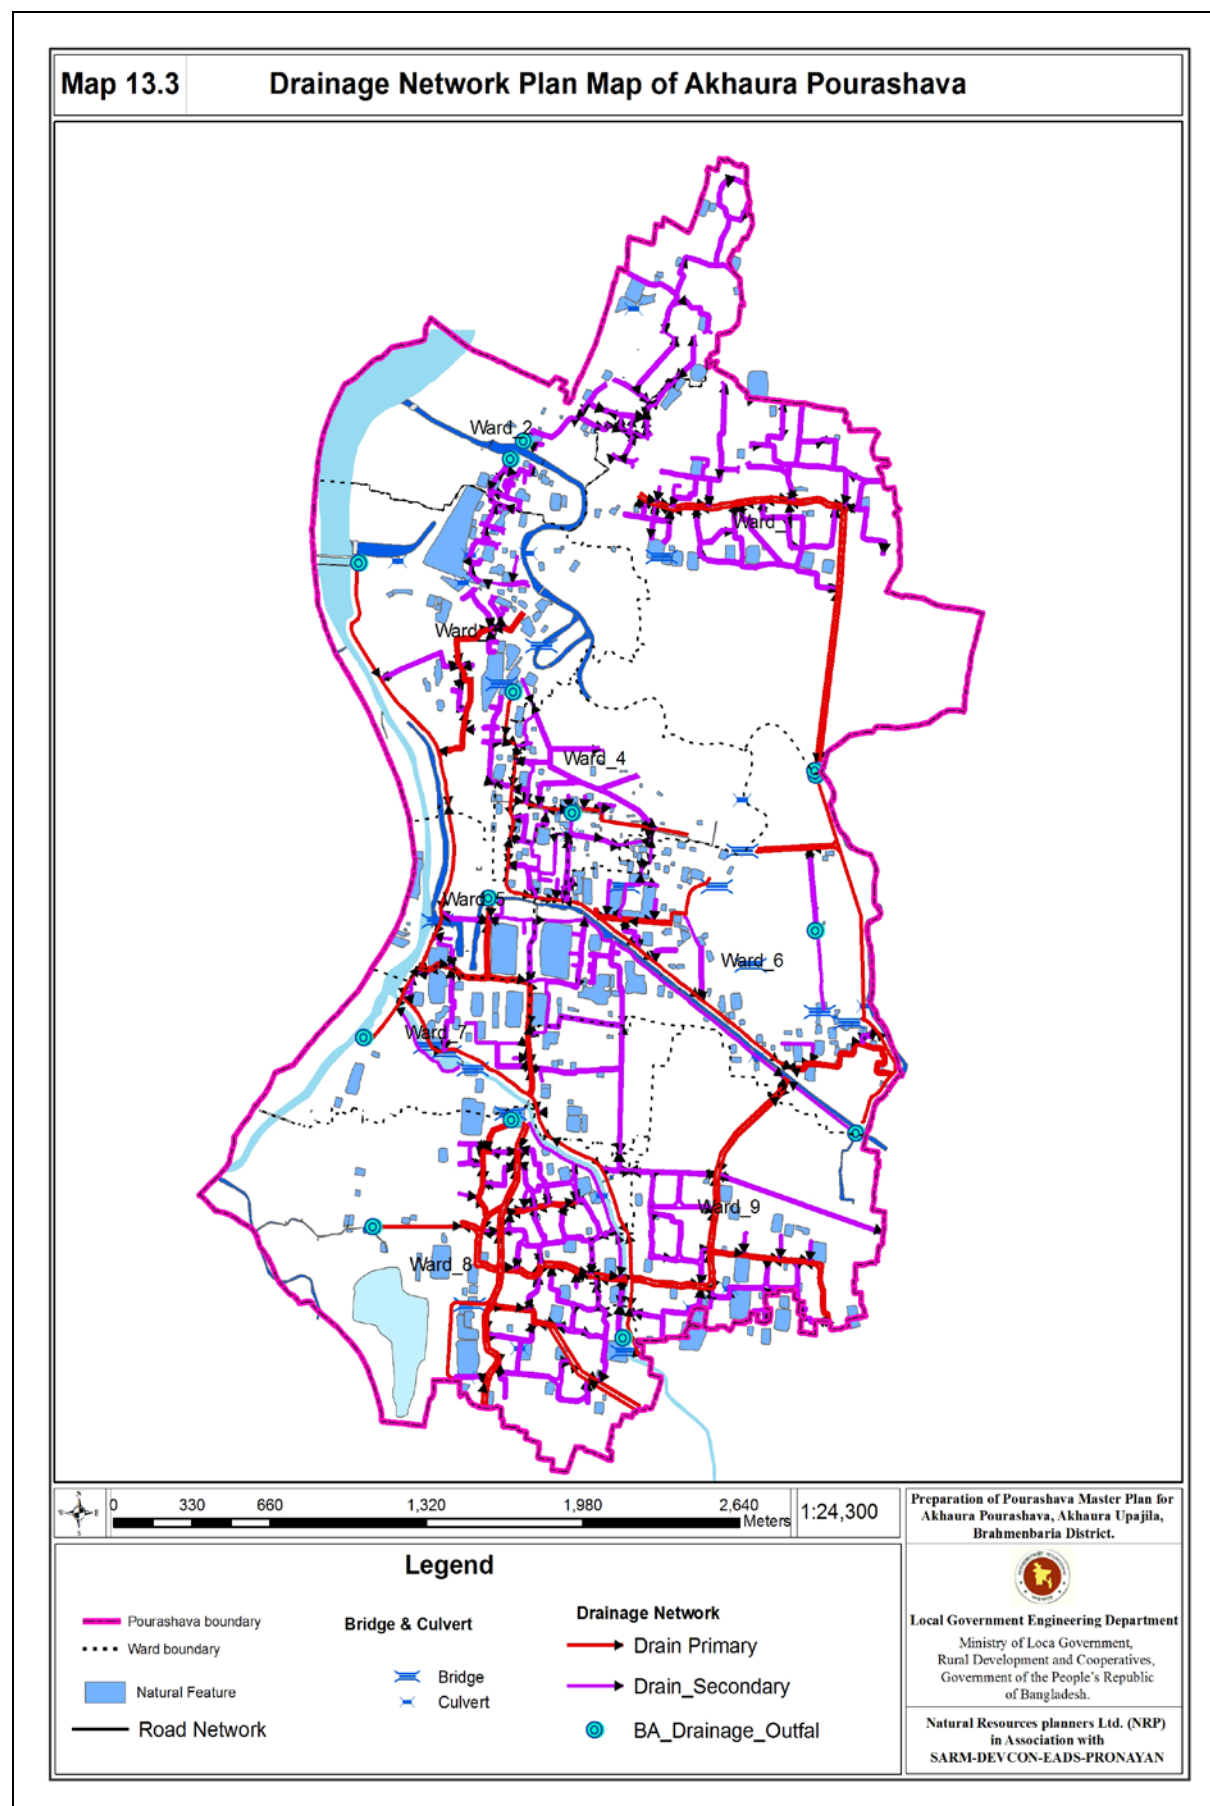 Map 13.3
Drainage Network Plan Map of Akhaura Pourashava
Ward_2
Ward_
Ward_
Ward_4
Ward_5
Ward_6
Ward_7
Ward_9
Ward_8
N
W E
S
0 330 660 1,320 1,980 2,640
Meters
1:24,300
Legend
Pourashava boundary
Ward boundary
Natural Feature
Road Network
Bridge & Culvert
Bridge
Culvert
Drainage Network
Drain Primary
Drain_Secondary
BA_Drainage_Outfal
Preparation of Pourashava Master Plan for
Akhaura Pourashava, Akhaura Upajila,
Brahmenbaria District.
Local Government Engineering Department
Ministry of Loca Government,
Rural Development and Cooperatives,
Government of the People's Republic
of Bangladesh.
Natural Resources planners Ltd. (NRP)
in Association with
SARM-DEVCON-EADS-PRONAYAN